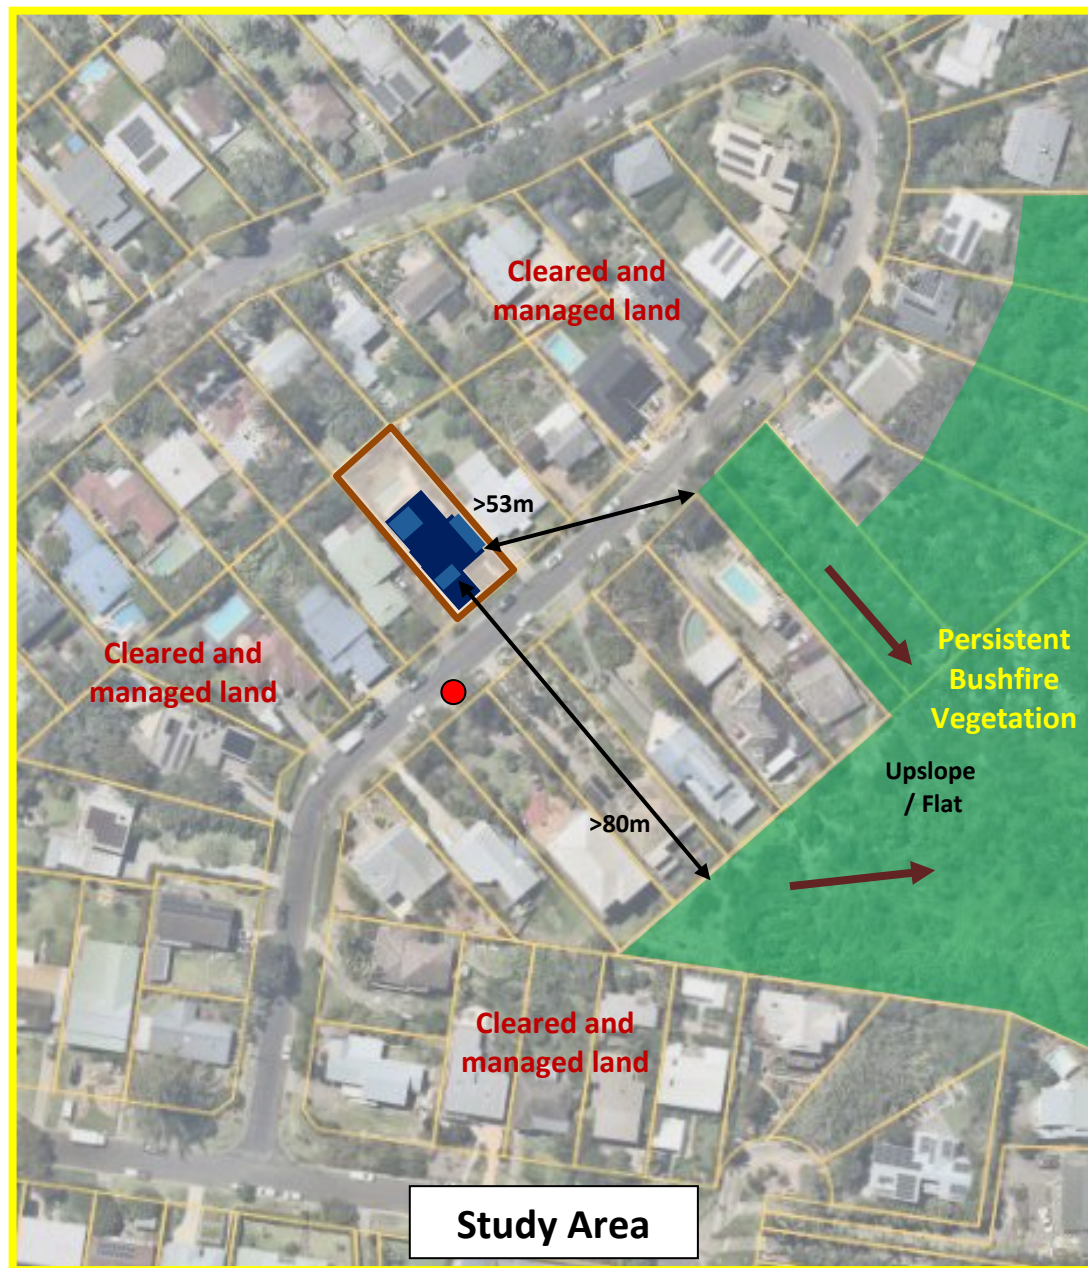 Cleared and
managed land
>53m
Cleared and
managed land
Persistent
Bushfire
Vegetation
Upslope
/ Flat
>80m
Cleared and
managed land
Study Area